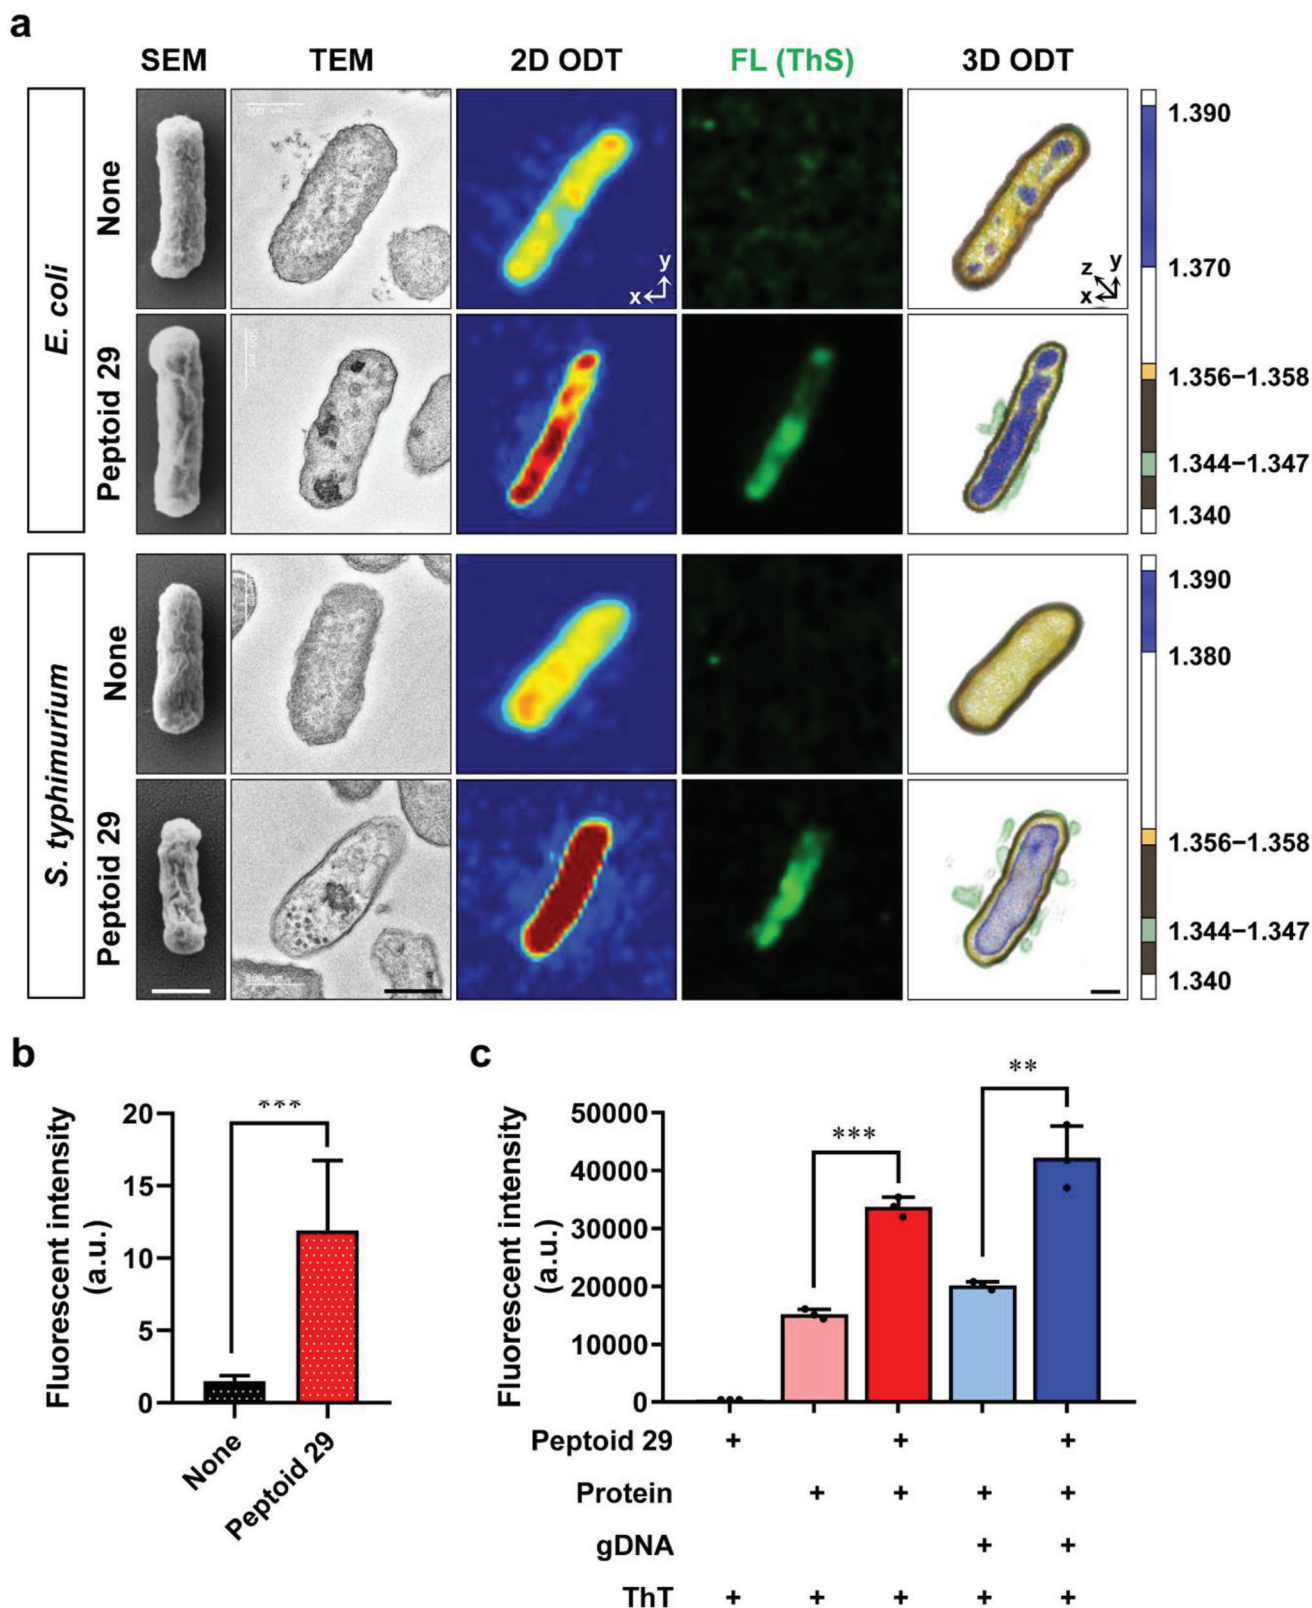 a
SEM TEM 2D ODT FL (ThS) 3D ODT
E. coli
None
y
x
z y
x
1.390
1.370
Peptoid 29
1.356–1.358
1.344–1.347
1.340
S. typhimurium
None
1.390
1.380
Peptoid 29
1.356–1.358
1.344–1.347
1.340
b
Fluorescent intensity
(a.u.)
20
15
10
5
0
***
None
Peptoid 29
c
Fluorescent intensity
(a.u.)
50000
40000
30000
20000
10000
0
***
**
Peptoid 29 + + +
Protein + + + +
gDNA + +
ThT + + + + +